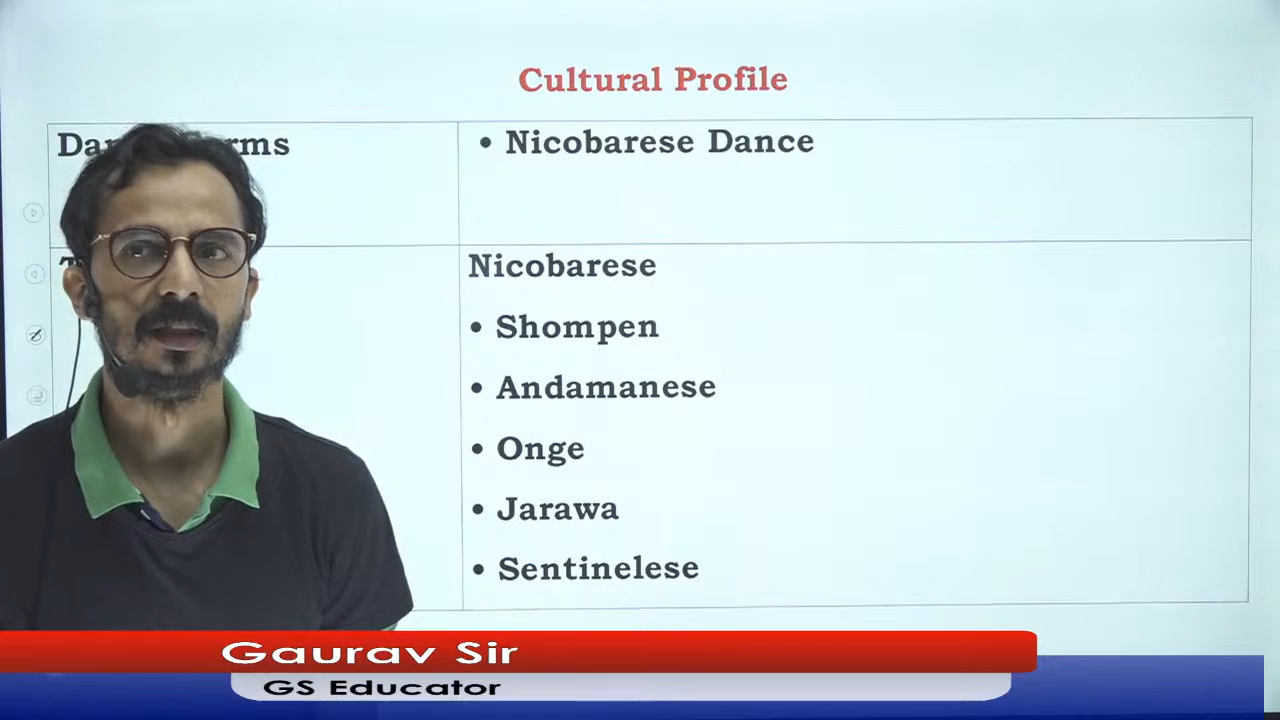 Cultural Profile
• Nicobarese Dance
Nicobarese
• Shompen
• Andamanese
• Onge
• Jarawa
• Sentinelese
Gaurav Sir
GS Educator